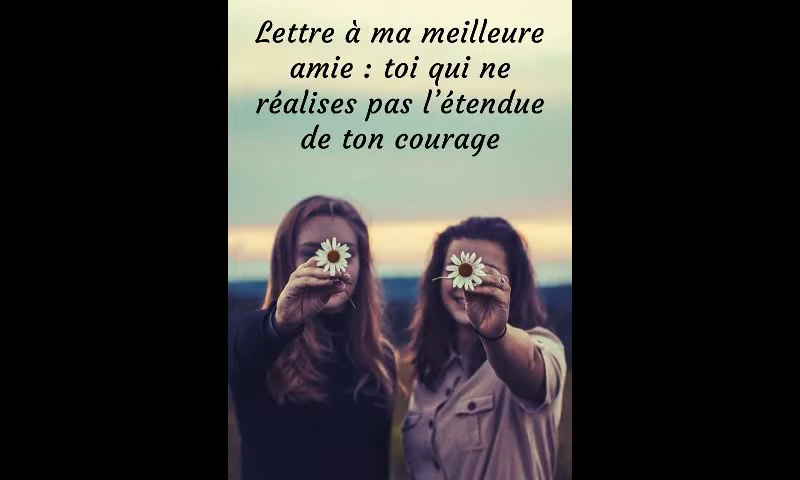 Lettre à ma meilleure
amie : toi qui ne
réalises pas l’étendue
de ton courage